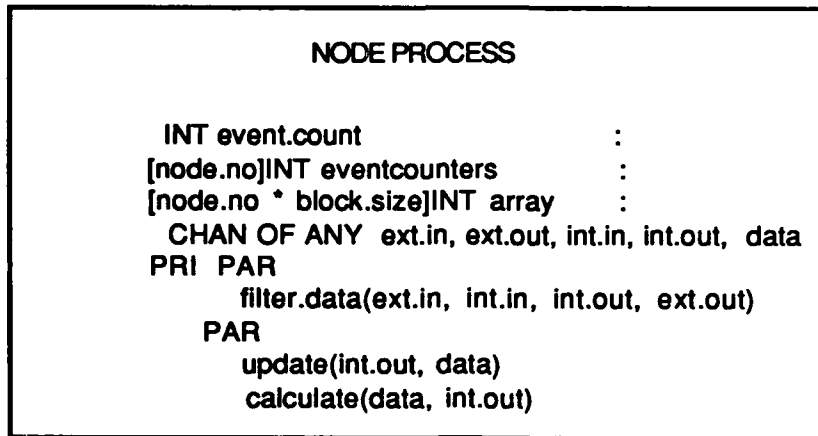 NODE PROCESS
INT event.count :
[node.no]INT eventcounters :
[node.no * block.size]INT array :
CHAN OF ANY ext.in, ext.out, int.in, int.out, data
PRI PAR
filter.data(ext.in, int.in, int.out, ext.out)
PAR
update(int.out, data)
calculate(data, int.out)